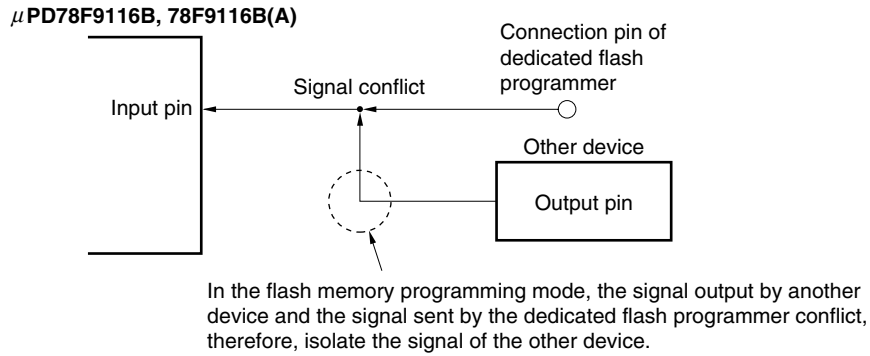 μPD78F9116B, 78F9116B(A)
Connection pin of
dedicated flash
programmer
Signal conflict
Input pin
Other device
Output pin
In the flash memory programming mode, the signal output by another
device and the signal sent by the dedicated flash programmer conflict,
therefore, isolate the signal of the other device.